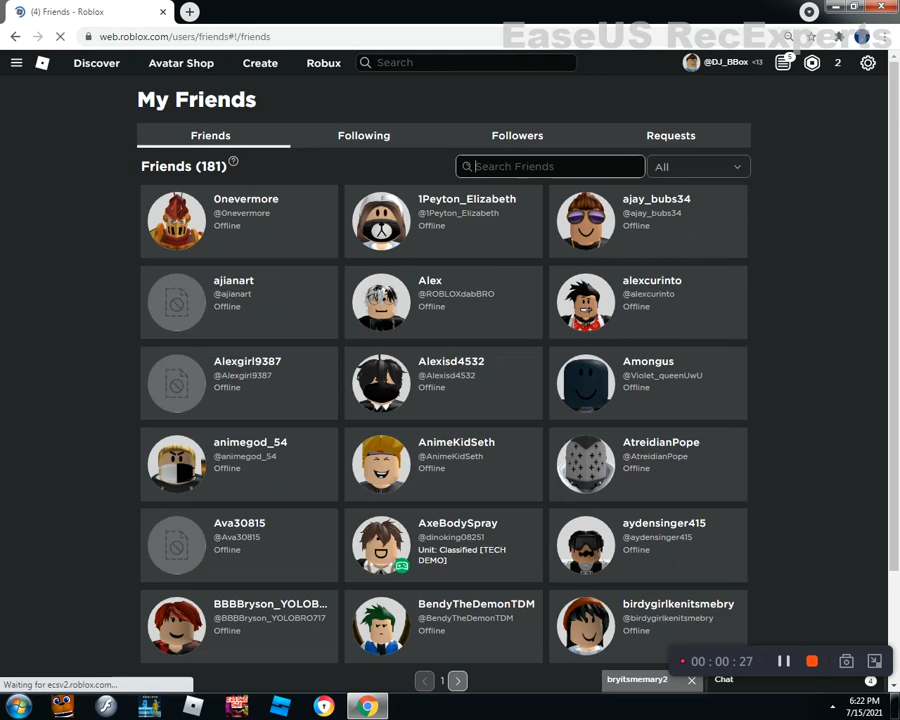 (4) Friends - Roblox
EaseUS RecExperts
web.roblox.com/users/friends#!/friends
Discover
Avatar Shop
Create
Robux
Search
@DJ_BBox <13
5
2
My Friends
Friends
Following
Followers
Requests
Friends (181)
?
Search Friends
All
0nevermore
@0nevermore
Offline
1Peyton_Elizabeth
@1Peyton_Elizabeth
Offline
ajay_bubs34
@ajay_bubs34
Offline
ajianart
@ajianart
Offline
Alex
@ROBLOXdabBRO
Offline
alexcurinto
@alexcurinto
Offline
Alexgirl9387
@Alexgirl9387
Offline
Alexisd4532
@Alexisd4532
Offline
Amongus
@Violet_queenUwU
Offline
animegod_54
@animegod_54
Offline
AnimeKidSeth
@AnimeKidSeth
Offline
AtreidianPope
@AtreidianPope
Offline
Ava30815
@Ava30815
Offline
AxeBodySpray
@dinoking08251
Unit: Classified [TECH
DEMO]
aydensinger415
@aydensinger415
Offline
BBBBryson_YOLOB...
@BBBBryson_YOLOBRO717
Offline
BendyTheDemonTDM
@BendyTheDemonTDM
Offline
birdygirlkenitsmebry
@birdygirlkenitsmebry
Offline
1
00:00:27
Waiting for ecsv2.roblox.com...
bryitsmemary2
Chat
4
6:22 PM
7/15/2021